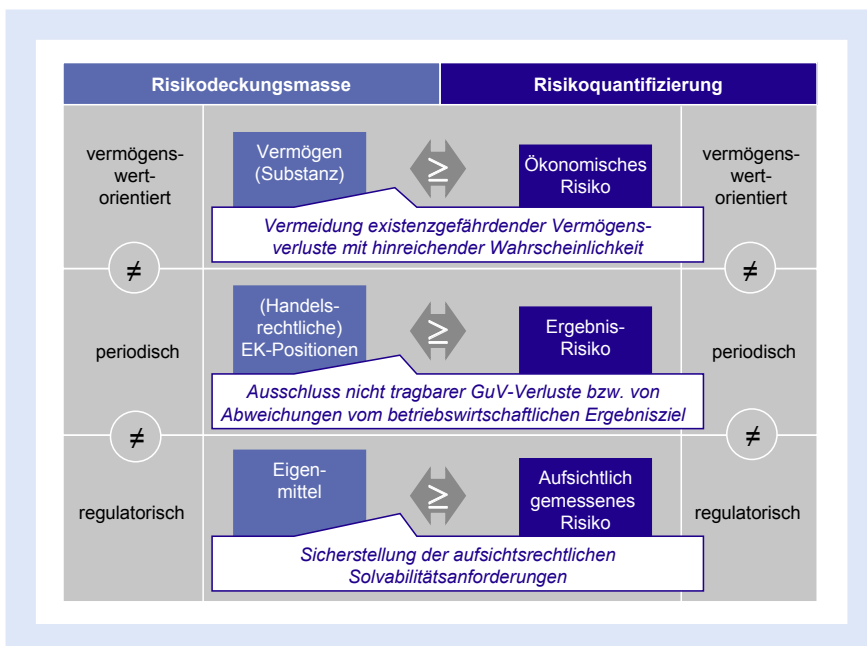 Risikodeckungsmasse
Risikoquantifizierung
vermögens-
wert-
orientiert
Vermögen
(Substanz)
≥
Ökonomisches
Risiko
vermögens-
wert-
orientiert
Vermeidung existenzgefährdender Vermögens-
verluste mit hinreichender Wahrscheinlichkeit
≠
≠
periodisch
(Handels-
rechtliche)
EK-Positionen
≥
Ergebnis-
Risiko
periodisch
Ausschluss nicht tragbarer GuV-Verluste bzw. von
Abweichungen vom betriebswirtschaftlichen Ergebnisziel
≠
≠
regulatorisch
Eigen-
mittel
≥
Aufsichtlich
gemessenes
Risiko
regulatorisch
Sicherstellung der aufsichtsrechtlichen
Solvabilitätsanforderungen